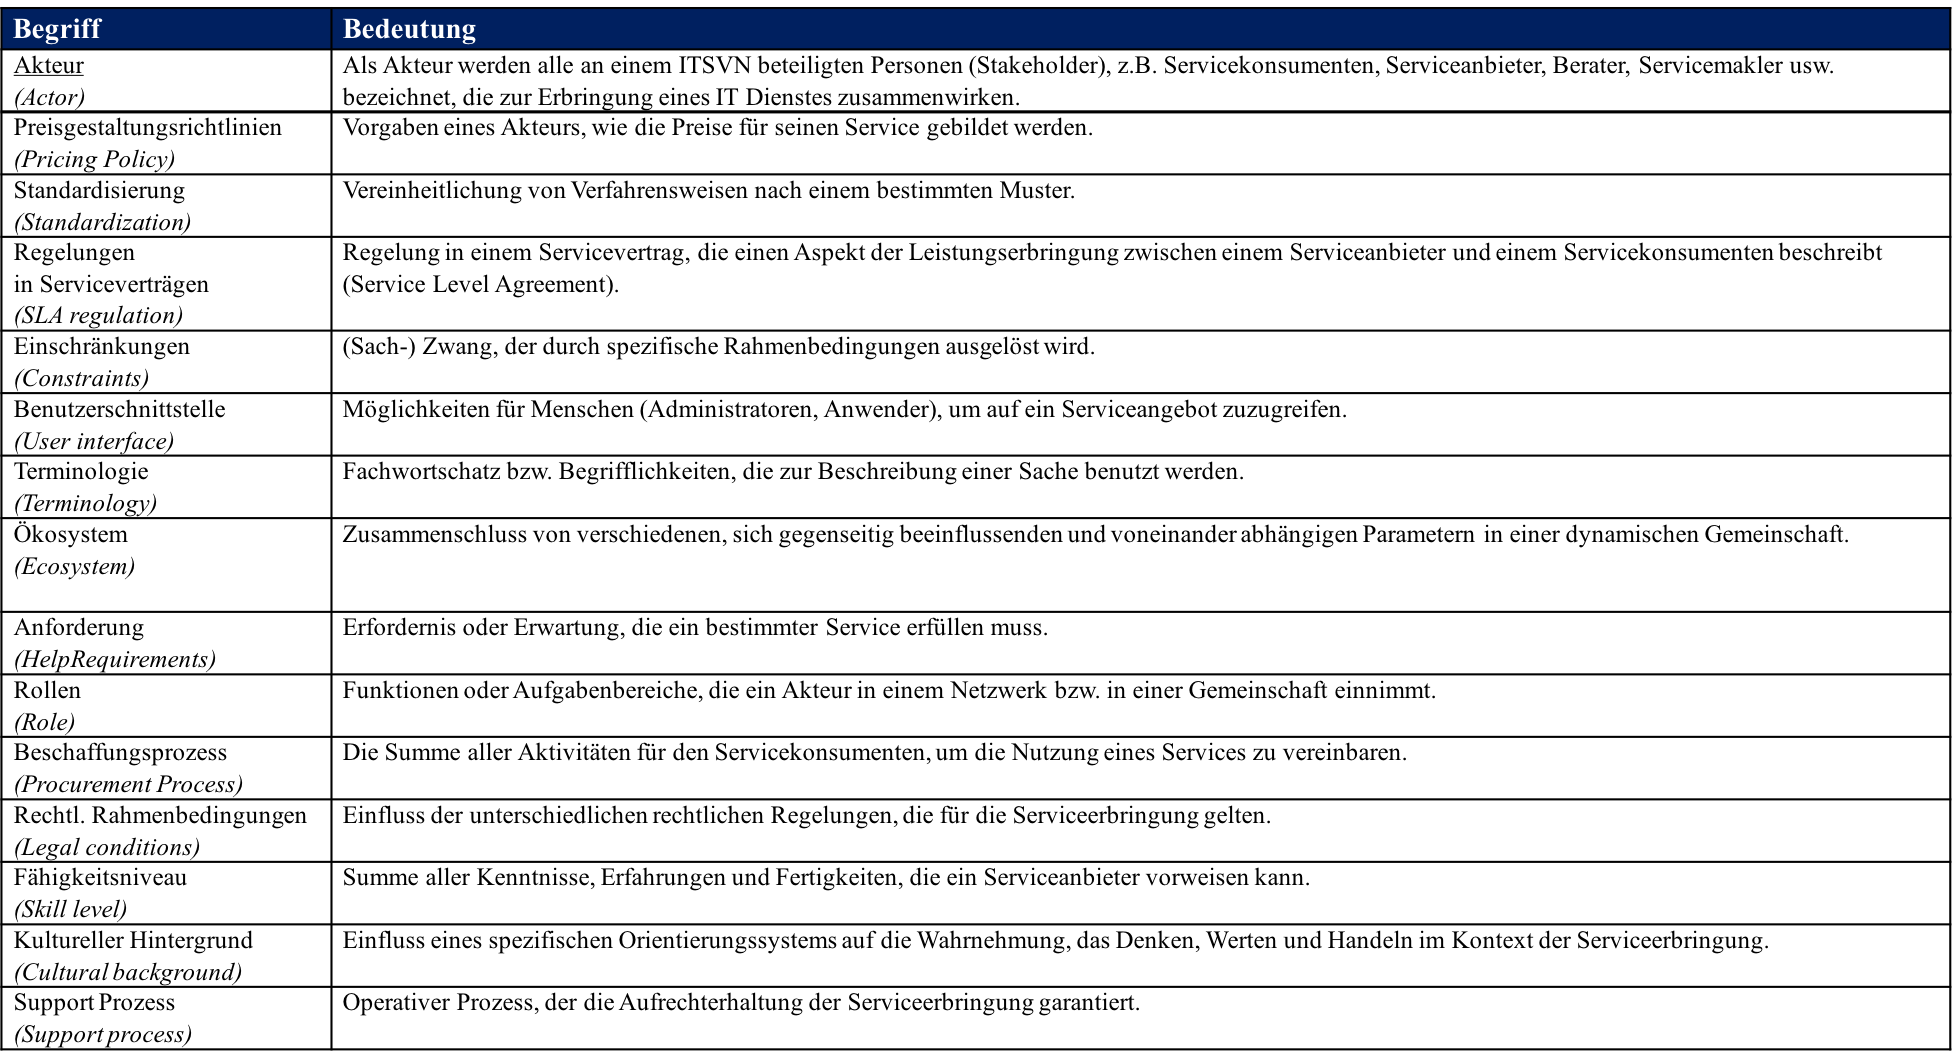 Begriff
Bedeutung
Akteur
(Actor)
Als Akteur werden alle an einem ITSVN beteiligten Personen (Stakeholder), z.B. Servicekonsumenten, Serviceanbieter, Berater, Servicemakler usw.
bezeichnet, die zur Erbringung eines IT Dienstes zusammenwirken.
Preisgestaltungsrichtlinien
(Pricing Policy)
Vorgaben eines Akteurs, wie die Preise für seinen Service gebildet werden.
Standardisierung
(Standardization)
Vereinheitlichung von Verfahrensweisen nach einem bestimmten Muster.
Regelungen
in Serviceverträgen
(SLA regulation)
Regelung in einem Servicevertrag, die einen Aspekt der Leistungserbringung zwischen einem Serviceanbieter und einem Servicekonsumenten beschreibt
(Service Level Agreement).
Einschränkungen
(Constraints)
(Sach-) Zwang, der durch spezifische Rahmenbedingungen ausgelöst wird.
Benutzerschnittstelle
(User interface)
Möglichkeiten für Menschen (Administratoren, Anwender), um auf ein Serviceangebot zuzugreifen.
Terminologie
(Terminology)
Fachwortschatz bzw. Begrifflichkeiten, die zur Beschreibung einer Sache benutzt werden.
Ökosystem
(Ecosystem)
Zusammenschluss von verschiedenen, sich gegenseitig beeinflussenden und voneinander abhängigen Parametern in einer dynamischen Gemeinschaft.
Anforderung
(HelpRequirements)
Erfordernis oder Erwartung, die ein bestimmter Service erfüllen muss.
Rollen
(Role)
Funktionen oder Aufgabenbereiche, die ein Akteur in einem Netzwerk bzw. in einer Gemeinschaft einnimmt.
Beschaffungsprozess
(Procurement Process)
Die Summe aller Aktivitäten für den Servicekonsumenten, um die Nutzung eines Services zu vereinbaren.
Rechtl. Rahmenbedingungen
(Legal conditions)
Einfluss der unterschiedlichen rechtlichen Regelungen, die für die Serviceerbringung gelten.
Fähigkeitsniveau
(Skill level)
Summe aller Kenntnisse, Erfahrungen und Fertigkeiten, die ein Serviceanbieter vorweisen kann.
Kultureller Hintergrund
(Cultural background)
Einfluss eines spezifischen Orientierungssystems auf die Wahrnehmung, das Denken, Werten und Handeln im Kontext der Serviceerbringung.
Support Prozess
(Support process)
Operativer Prozess, der die Aufrechterhaltung der Serviceerbringung garantiert.